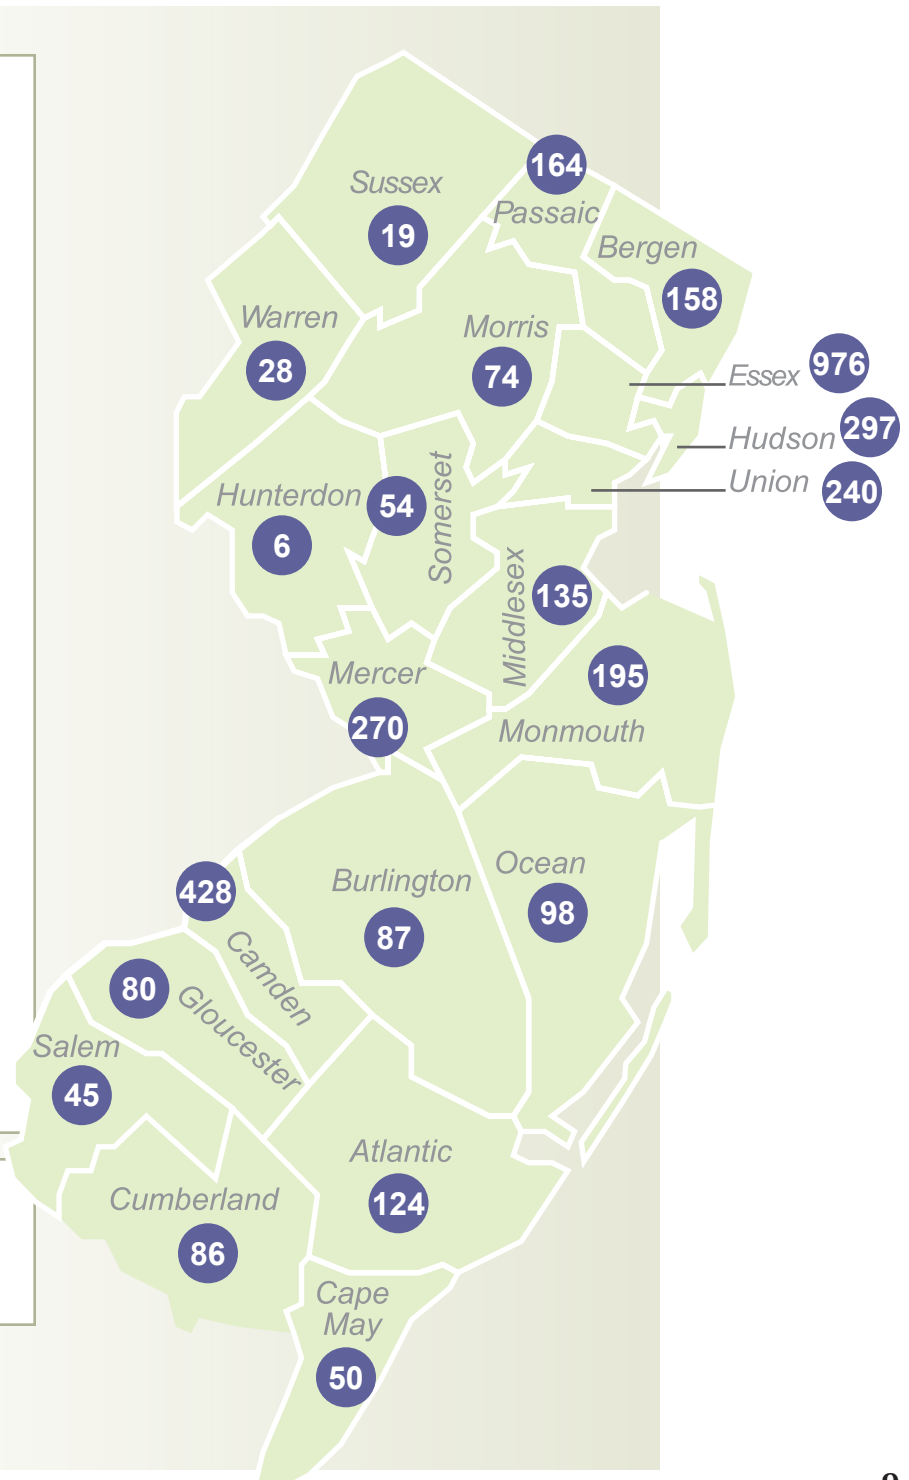 164
Sussex
Passaic
19
Bergen
158
Warren
Morris
28
74
Essex 976
Hudson 297
Union 240
Hunterdon
54
Somerset
6
Middlesex
135
195
Mercer
270
Monmouth
Ocean
428
Burlington
98
87
Camden
80
Gloucester
Salem
45
Atlantic
124
Cumberland
86
Cape
May
50